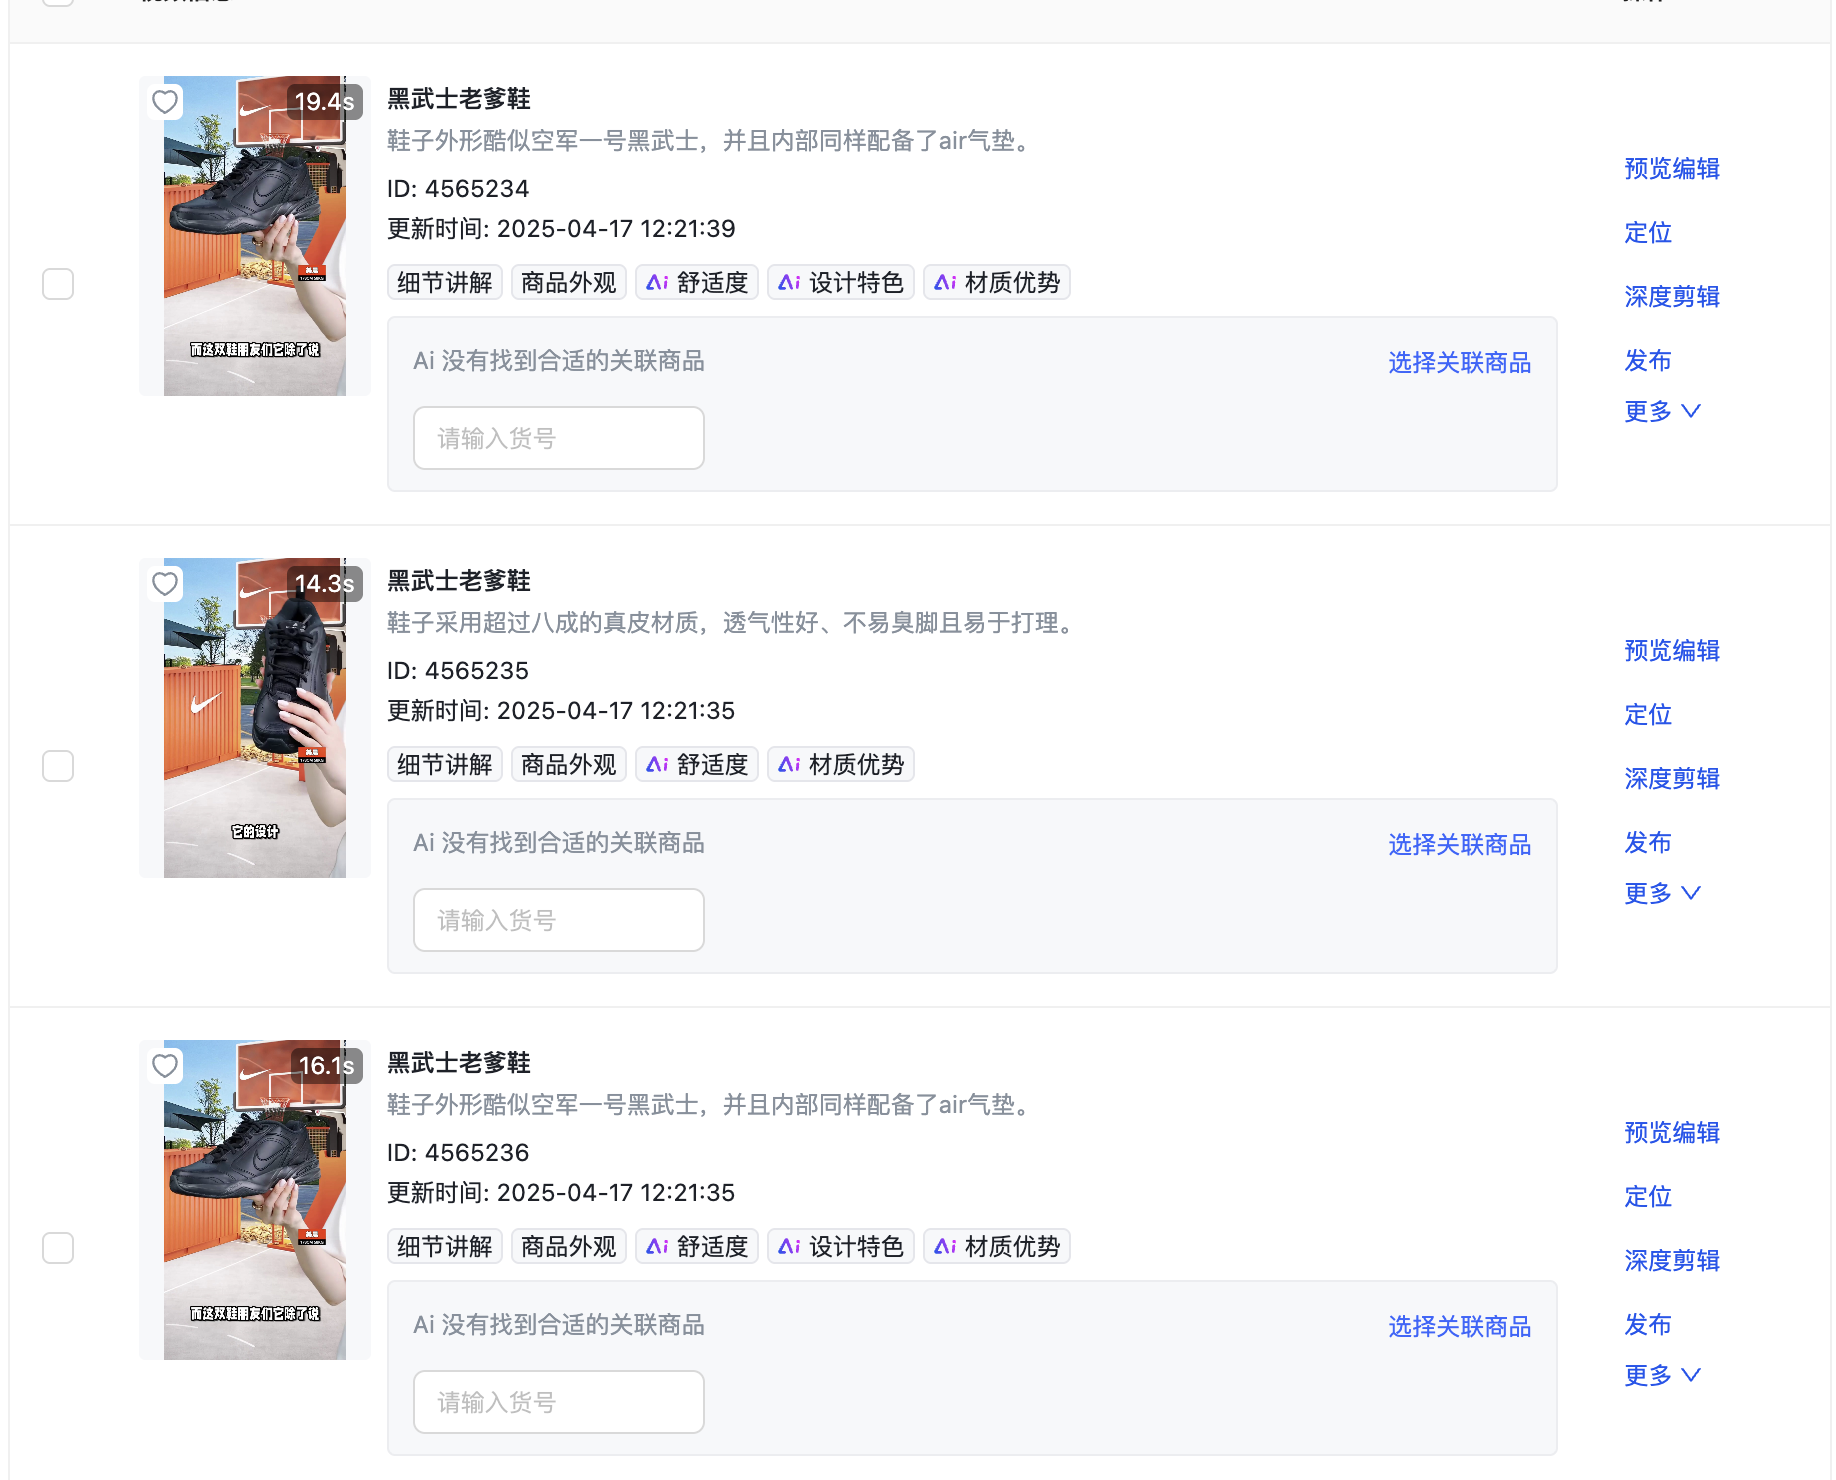 19.4s
黑武士老爹鞋
鞋子外形酷似空军一号黑武士，并且内部同样配备了air气垫。
ID: 4565234
更新时间: 2025-04-17 12:21:39
细节讲解 商品外观 Ai 舒适度 Ai 设计特色 Ai 材质优势
而这双鞋朋友们它除了说
Ai 没有找到合适的关联商品
选择关联商品
请输入货号
预览编辑
定位
深度剪辑
发布
更多
14.3s
黑武士老爹鞋
鞋子采用超过八成的真皮材质，透气性好、不易臭脚且易于打理。
ID: 4565235
更新时间: 2025-04-17 12:21:35
细节讲解 商品外观 Ai 舒适度 Ai 材质优势
它的设计
Ai 没有找到合适的关联商品
选择关联商品
请输入货号
预览编辑
定位
深度剪辑
发布
更多
16.1s
黑武士老爹鞋
鞋子外形酷似空军一号黑武士，并且内部同样配备了air气垫。
ID: 4565236
更新时间: 2025-04-17 12:21:35
细节讲解 商品外观 Ai 舒适度 Ai 设计特色 Ai 材质优势
而这双鞋朋友们它除了说
Ai 没有找到合适的关联商品
选择关联商品
请输入货号
预览编辑
定位
深度剪辑
发布
更多